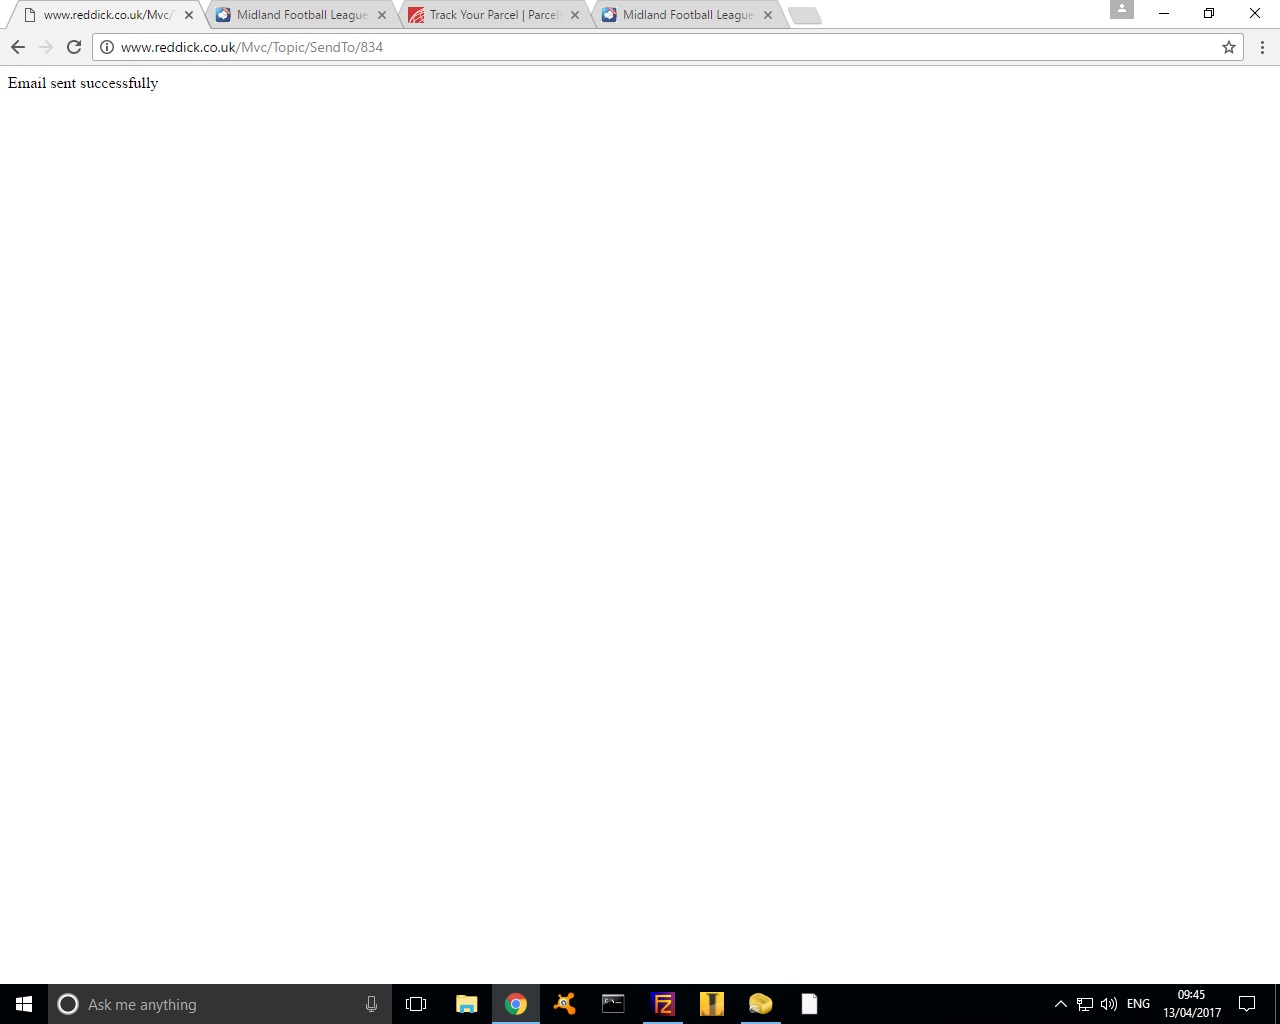 www.reddick.co.uk/Mvc/
Midland Football League
Track Your Parcel | Parcel
Midland Football League
www.reddick.co.uk/Mvc/Topic/SendTo/834
Email sent successfully
Ask me anything
ENG
09:45
13/04/2017